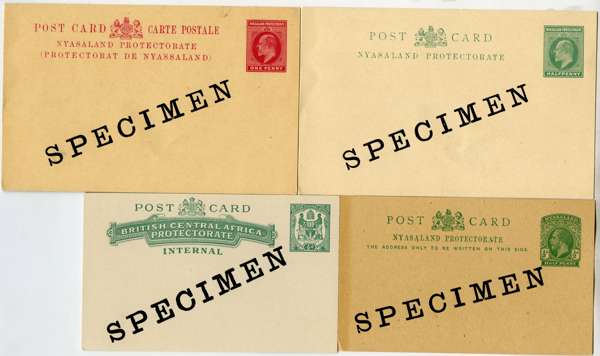 POST CARD CARTE POSTALE
NYASALAND PROTECTORATE
(PROTECTORAT DE NYASSALAND)
ONE PENNY
SPECIMEN
POST CARD
NYASALAND PROTECTORATE
HALFPENNY
SPECIMEN
POST CARD
BRITISH CENTRAL AFRICA
PROTECTORATE
INTERNAL
SPECIMEN
POST CARD
NYASALAND PROTECTORATE
THE ADDRESS ONLY TO BE WRITTEN ON THIS SIDE
NYASALAND
HALF PENNY
SPECIMEN